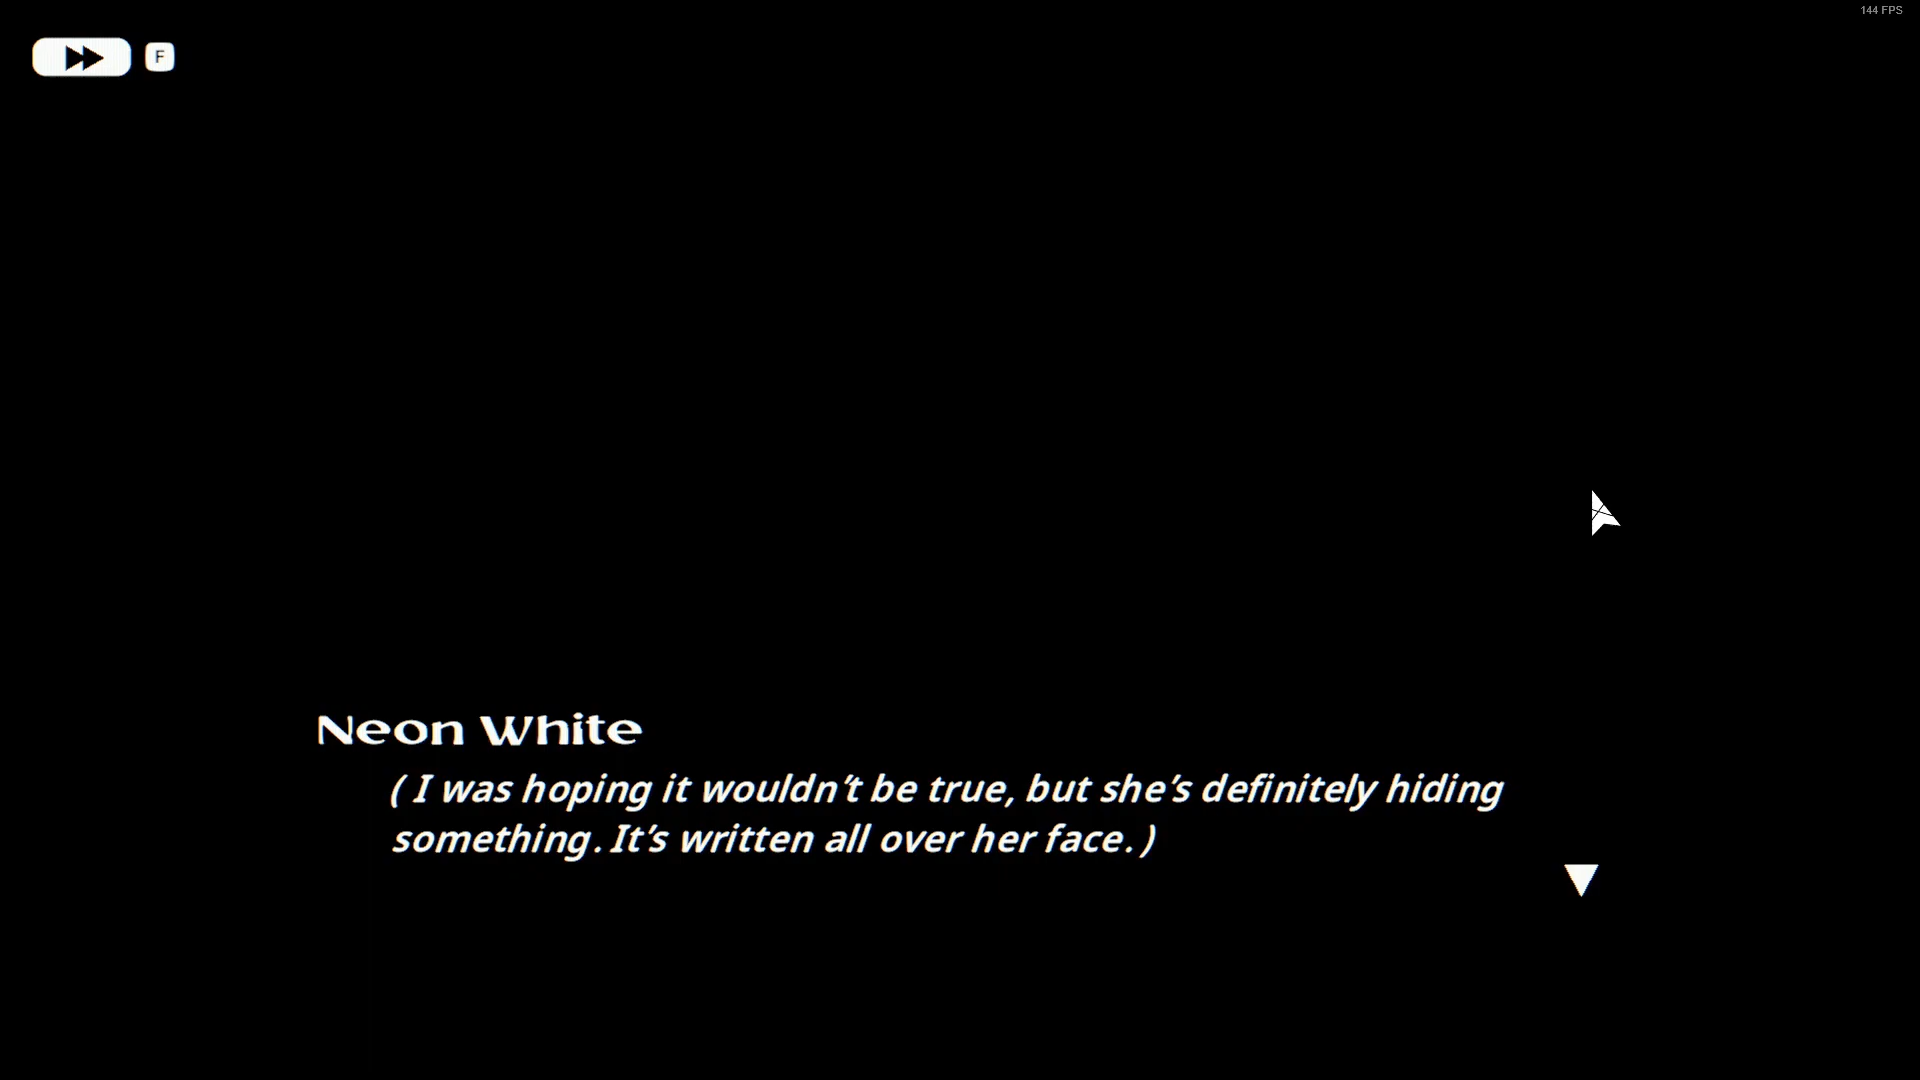 144 FPS
F
Neon White
( I was hoping it wouldn't be true, but she's definitely hiding
something. It's written all over her face. )